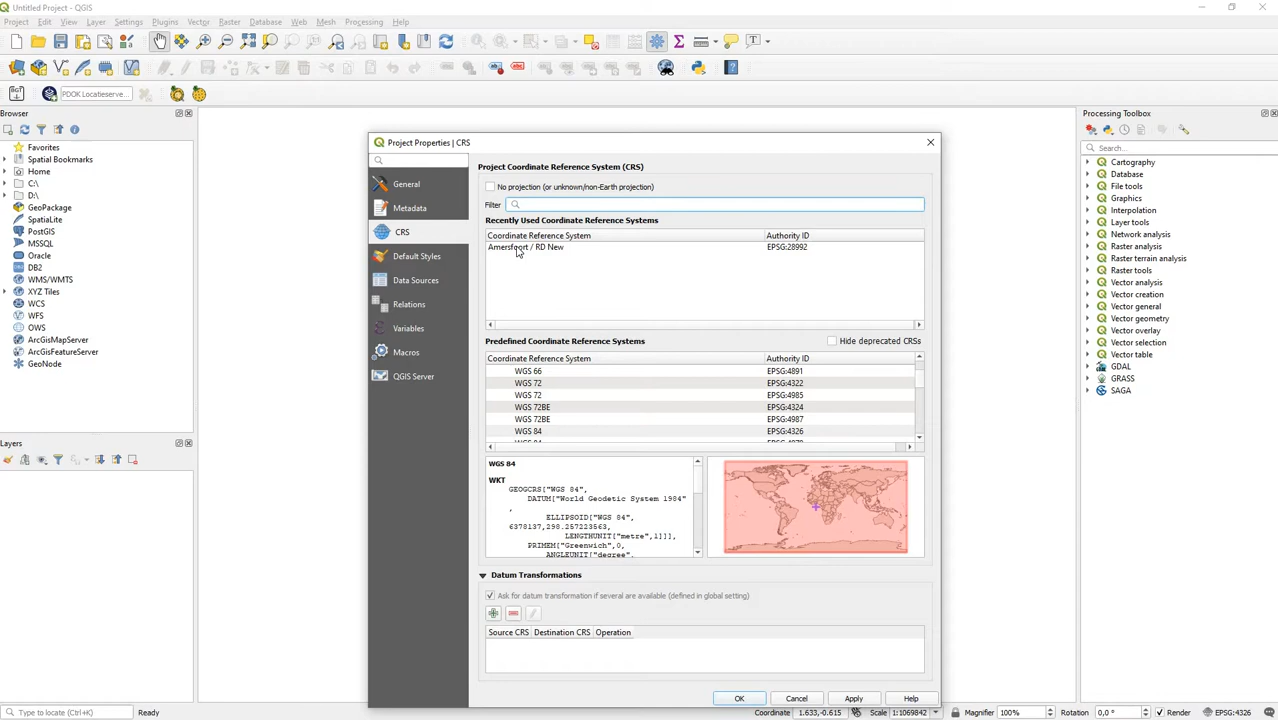 Untitled Project - QGIS
Project Edit View Layer Settings Plugins Vector Raster Database Web Mesh Processing Help
PDOK Locatieserve...
Browser
Favorites
Spatial Bookmarks
Home
C:\
D:\
GeoPackage
SpatiaLite
PostGIS
MSSQL
Oracle
DB2
WMS/WMTS
XYZ Tiles
WCS
WFS
OWS
ArcGisMapServer
ArcGisFeatureServer
GeoNode
Layers
Project Properties | CRS
General
Metadata
CRS
Default Styles
Data Sources
Relations
Variables
Macros
QGIS Server
Project Coordinate Reference System (CRS)
No projection (or unknown/non-Earth projection)
Filter
Recently Used Coordinate Reference Systems
Coordinate Reference System Authority ID
Amersfoort / RD New EPSG:28992
Predefined Coordinate Reference Systems Hide deprecated CRSs
Coordinate Reference System Authority ID
WGS 66 EPSG:4891
WGS 72 EPSG:4322
WGS 72 EPSG:4985
WGS 72BE EPSG:4324
WGS 72BE EPSG:4987
WGS 84 EPSG:4326
WGS 84
WKT
GEOGCRS["WGS 84",
DATUM["World Geodetic System 1984"
,
ELLIPSOID["WGS 84",
6378137,298.257223563,
LENGTHUNIT["metre",1]]],
PRIMEM["Greenwich",0,
ANGLEUNIT["degree",
Datum Transformations
Ask for datum transformation if several are available (defined in global setting)
Source CRS Destination CRS Operation
OK Cancel Apply Help
Processing Toolbox
Search...
Cartography
Database
File tools
Graphics
Interpolation
Layer tools
Network analysis
Raster analysis
Raster terrain analysis
Raster tools
Vector analysis
Vector creation
Vector general
Vector geometry
Vector overlay
Vector selection
Vector table
GDAL
GRASS
SAGA
Type to locate (Ctrl+K) Ready Coordinate 1.633,-0.615 Scale 1:1069842 Magnifier 100% Rotation 0,0 ° Render EPSG:4326